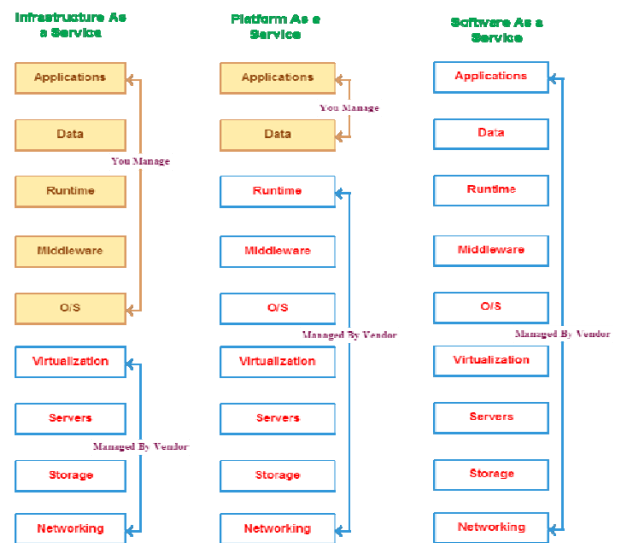 Infrastructure As
a Service
Applications
Data
You Manage
Runtime
Middleware
O/S
Virtualization
Servers
Managed By Vendor
Storage
Networking
Platform As a
Service
Applications
You Manage
Data
Runtime
Middleware
O/S
Managed By Vendor
Virtualization
Servers
Storage
Networking
Software As a
Service
Applications
Data
Runtime
Middleware
O/S
Managed By Vendor
Virtualization
Servers
Storage
Networking